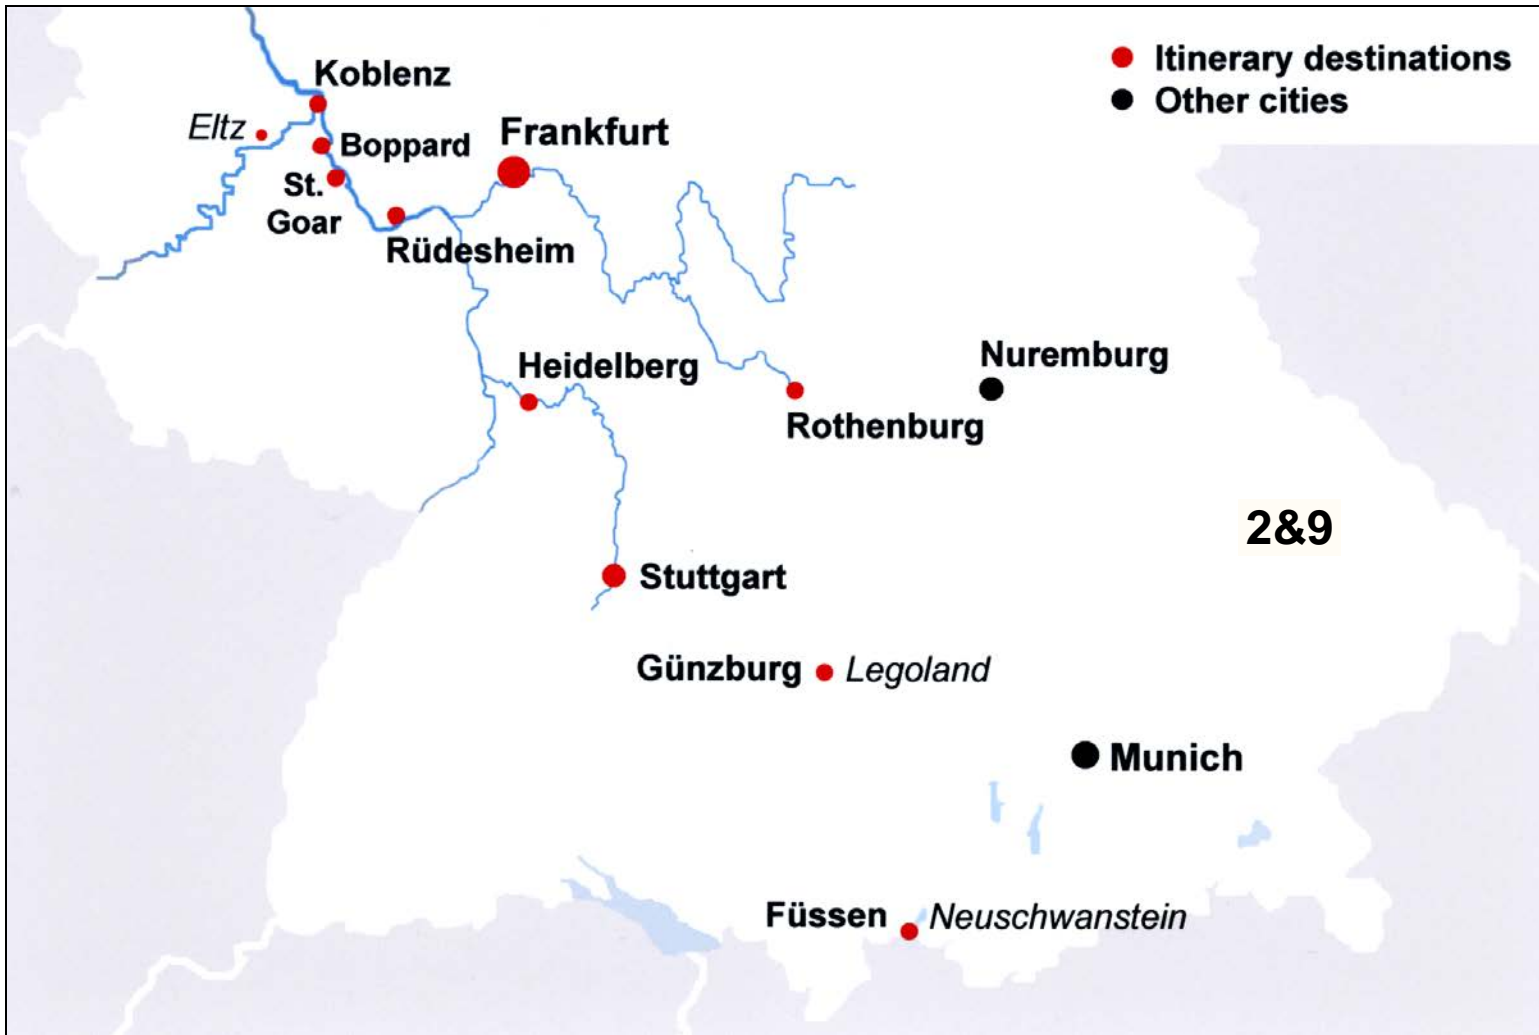 Koblenz
Itinerary destinations
Other cities
Eltz
Frankfurt
Boppard
St.
Goar
Rüdesheim
Nuremburg
Heidelberg
Rothenburg
2&9
Stuttgart
Günzburg
Legoland
Munich
Füssen
Neuschwanstein